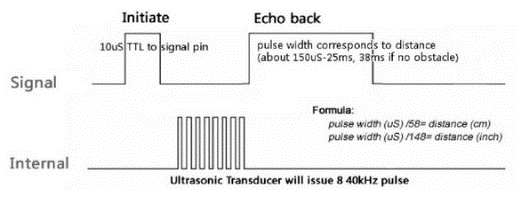 Initiate
Echo back
10uS TTL to signal pin
pulse width corresponds to distance
(about 150uS-25ms, 38ms if no obstacle)
Signal
Formula:
pulse width (uS) /58= distance (cm)
pulse width (uS) /148= distance (inch)
Internal
Ultrasonic Transducer will issue 8 40kHz pulse